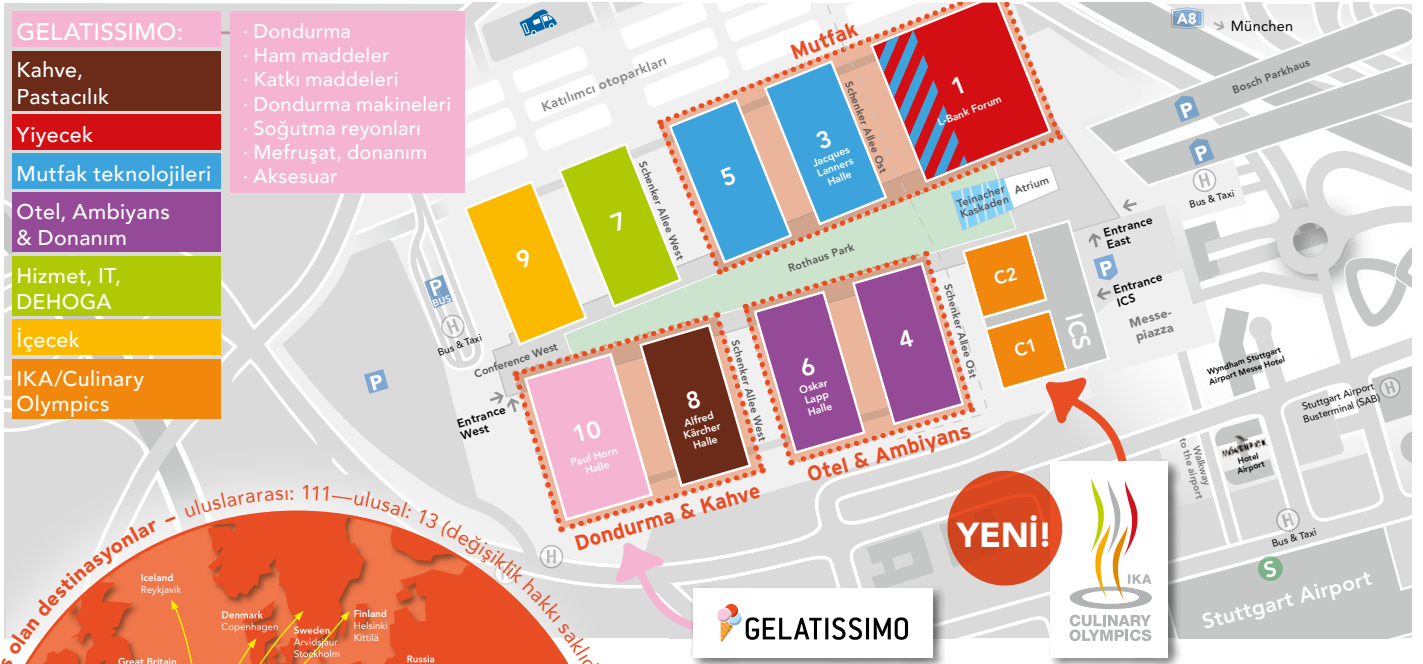 GELATISSIMO:
Kahve,
Pastacılık
Yiyecek
Mutfak teknolojileri
Otel, Ambiyans
& Donanım
Hizmet, IT,
DEHOGA
İçecek
IKA/Culinary
Olympics
· Dondurma
· Ham maddeler
· Katkı maddeleri
· Dondurma makineleri
· Soğutma reyonları
· Mefruşat, donanım
· Aksesuar
Katılımcı otoparkları
Mutfak
A8
München
Bosch Parkhaus
P
P
H
Bus & Taxi
1
L-Bank Forum
Schenker Allee Ost
3
Jacques
Lanners
Halle
5
Schenker Allee West
7
9
Teinacher
Kaskaden
Atrium
Rothaus Park
Entrance
East
P
Entrance
ICS
Messe-
piazza
C2
C1
ICS
P
BUS
H
Bus & Taxi
P
Conference West
Entrance
West
10
Paul Horn
Halle
8
Alfred
Kärcher
Halle
Schenker Allee West
6
Oskar
Lapp
Halle
4
Schenker Allee Ost
Dondurma & Kahve
Otel & Ambiyans
Wyndham Stuttgart
Airport Messe Hotel
Stuttgart Airport
Busterminal (SAB)
H
Walkway
to the airport
Hotel
Airport
H
Bus & Taxi
S
Stuttgart Airport
H
YENİ!
IKA
CULINARY
OLYMPICS
GELATISSIMO
olan destinasyonlar – uluslararası: 111—ulusal: 13 (değişiklik hakkı saklı
Iceland
Reykjavik
Denmark
Copenhagen
Sweden
Arvidsjaur
Stockholm
Finland
Helsinki
Kittilä
Great Britain
Russia